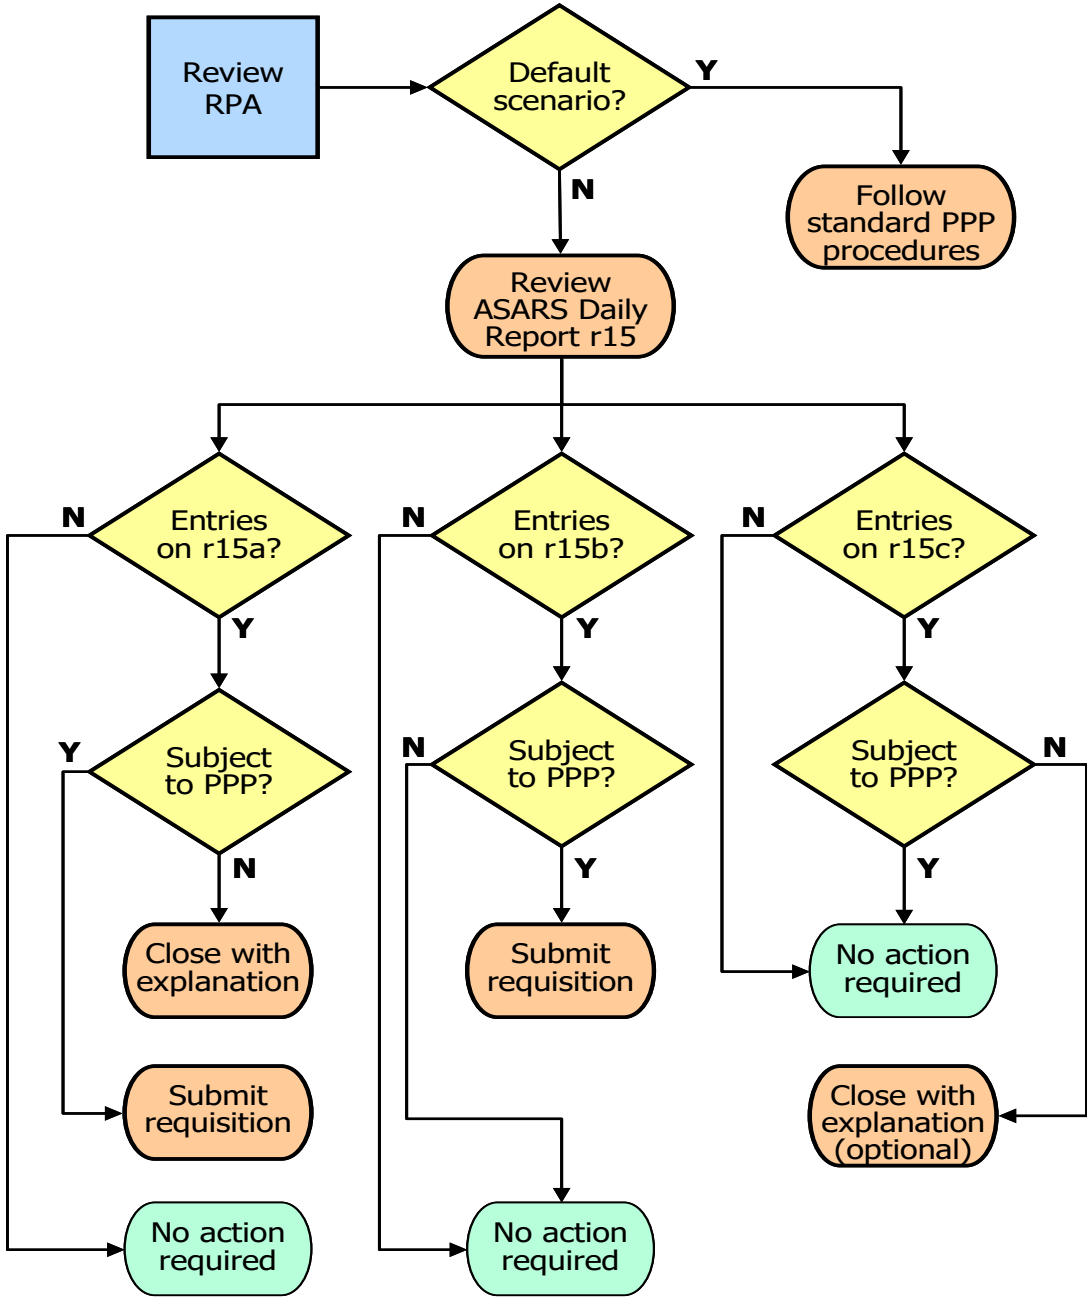 Review
RPA
Default
scenario?
Y
N
Follow
standard PPP
procedures
Review
ASARS Daily
Report r15
N
Entries
on r15a?
Y
N
Entries
on r15b?
Y
N
Entries
on r15c?
Y
Y
Subject
to PPP?
N
N
Subject
to PPP?
Y
Subject
to PPP?
N
Y
Close with
explanation
Submit
requisition
No action
required
Submit
requisition
Close with
explanation
(optional)
No action
required
No action
required